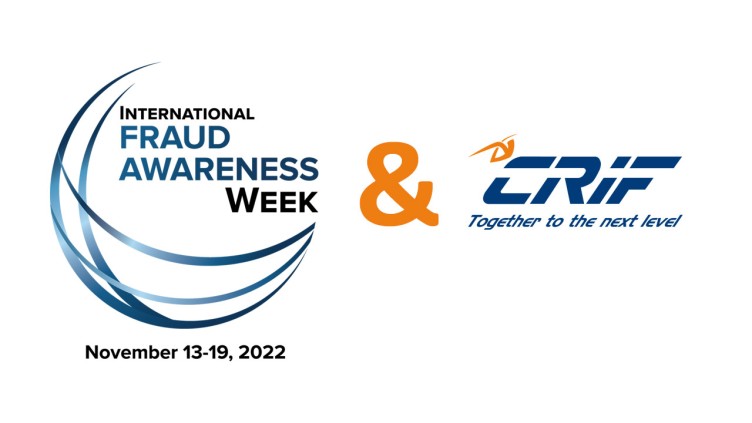 INTERNATIONAL
FRAUD
AWARENESS
WEEK
November 13-19, 2022
&
CRIF
Together to the next level